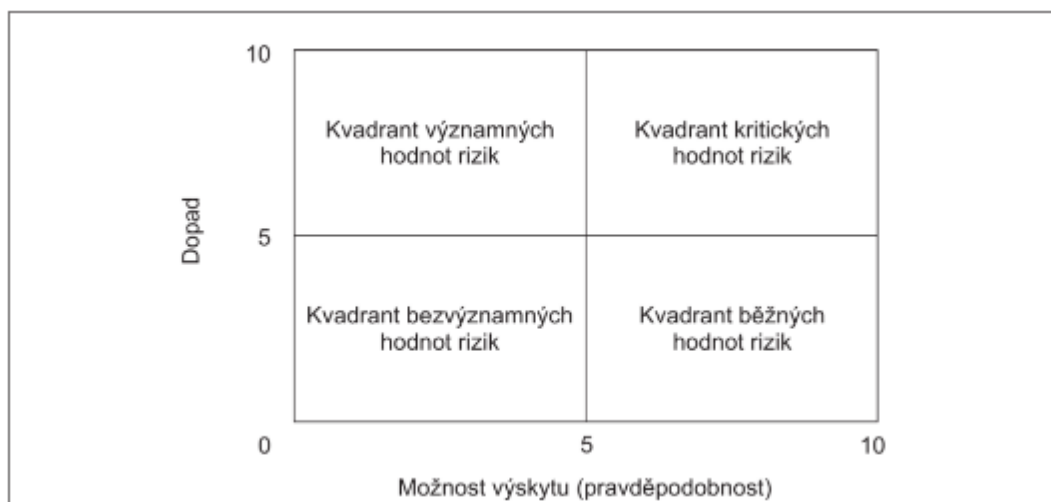 10
Kvadrant významných
hodnot rizik
Kvadrant kritických
hodnot rizik
Dopad
5
Kvadrant bezvýznamných
hodnot rizik
Kvadrant běžných
hodnot rizik
0
5
10
Možnost výskytu (pravděpodobnost)